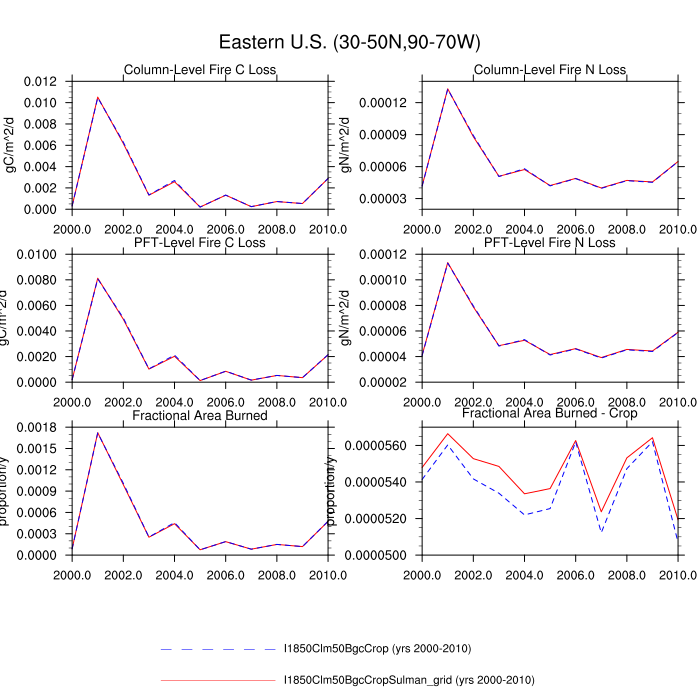 Eastern U.S. (30-50N,90-70W)
Column-Level Fire C Loss
gC/m^2/d
0.012
0.010
0.008
0.006
0.004
0.002
0.000
2000.0 2002.0 2004.0 2006.0 2008.0 2010.0
Column-Level Fire N Loss
gN/m^2/d
0.00012
0.00009
0.00006
0.00003
2000.0 2002.0 2004.0 2006.0 2008.0 2010.0
PFT-Level Fire C Loss
gC/m^2/d
0.0100
0.0080
0.0060
0.0040
0.0020
0.0000
2000.0 2002.0 2004.0 2006.0 2008.0 2010.0
PFT-Level Fire N Loss
gN/m^2/d
0.00012
0.00010
0.00008
0.00006
0.00004
0.00002
2000.0 2002.0 2004.0 2006.0 2008.0 2010.0
Fractional Area Burned
proportion/y
0.0018
0.0015
0.0012
0.0009
0.0006
0.0003
0.0000
2000.0 2002.0 2004.0 2006.0 2008.0 2010.0
Fractional Area Burned - Crop
proportion/y
0.0000560
0.0000540
0.0000520
0.0000500
2000.0 2002.0 2004.0 2006.0 2008.0 2010.0
I1850Clm50BgcCrop (yrs 2000-2010)
I1850Clm50BgcCropSulman_grid (yrs 2000-2010)